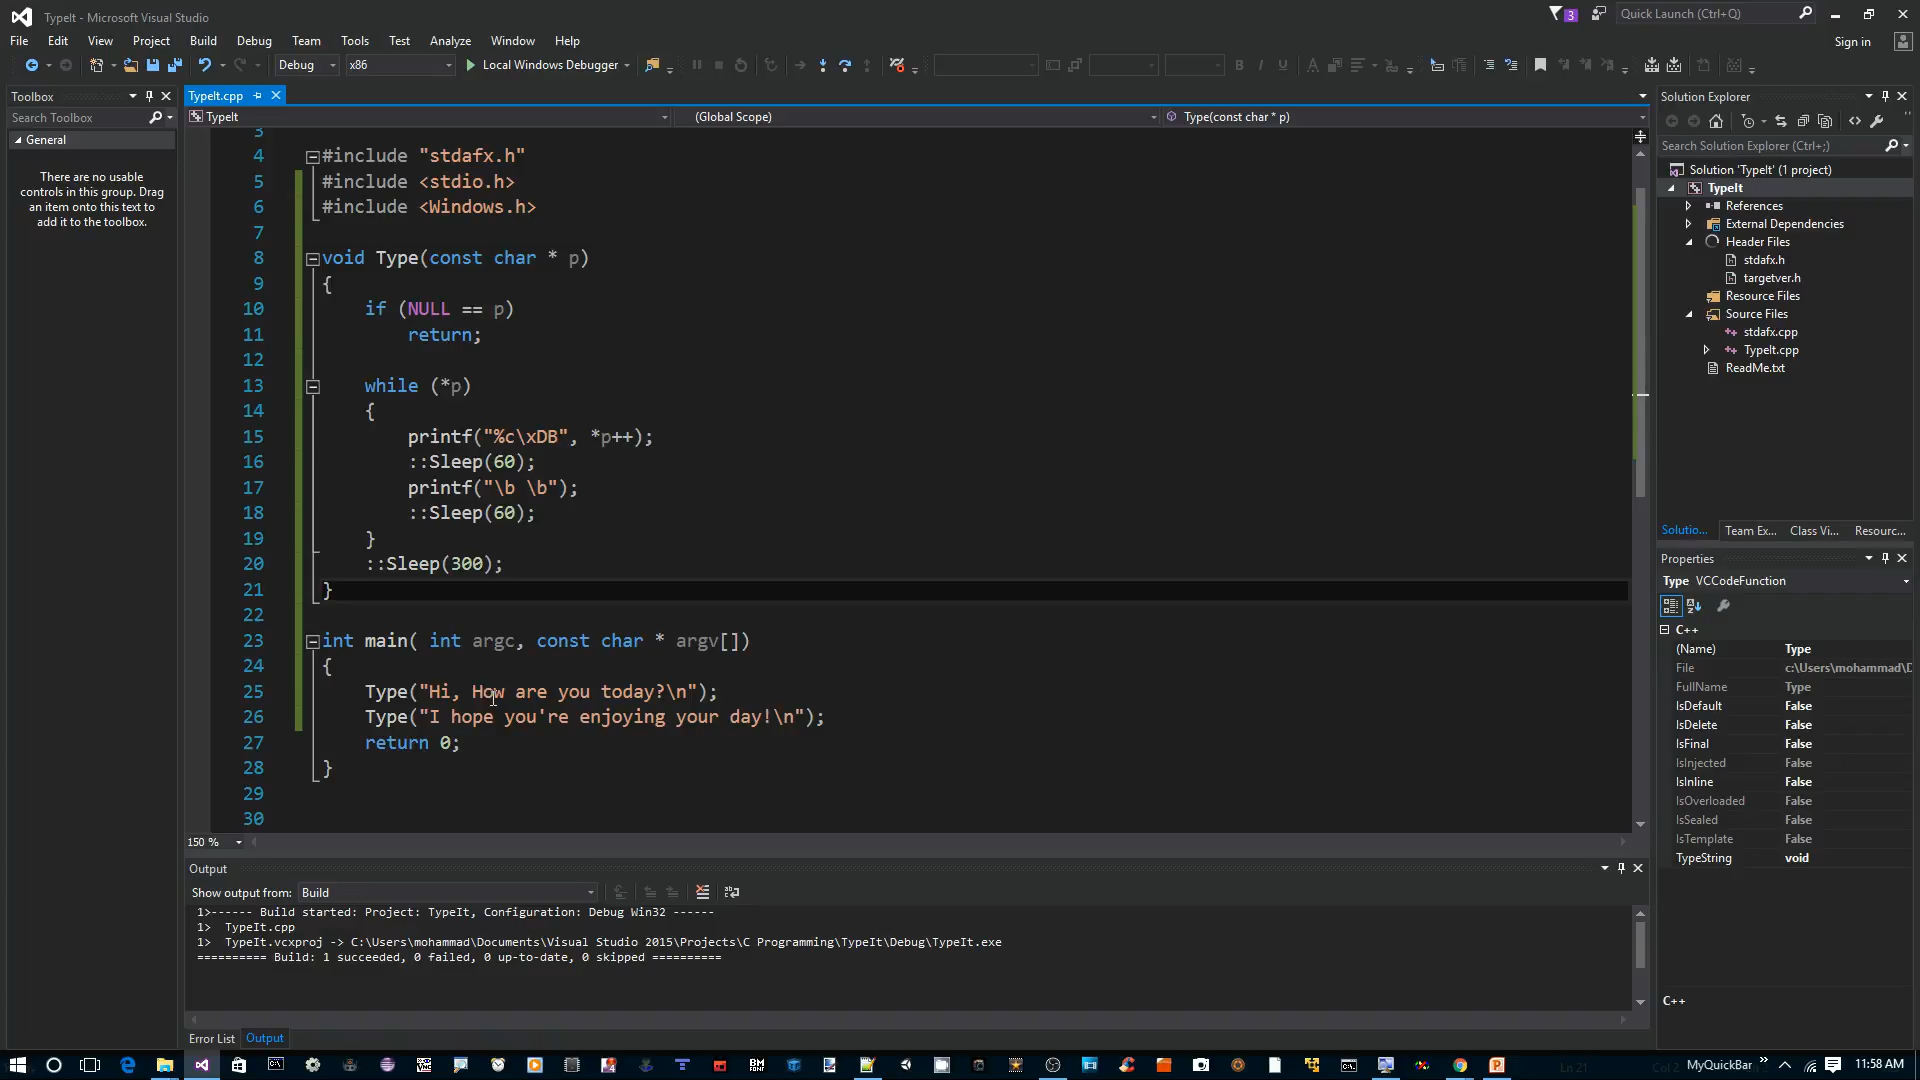 TypeIt - Microsoft Visual Studio
3
Quick Launch (Ctrl+Q)
File Edit View Project Build Debug Team Tools Test Analyze Window Help
Sign in
Debug x86 Local Windows Debugger
Toolbox
Search Toolbox
General
There are no usable
controls in this group. Drag
an item onto this text to
add it to the toolbox.
TypeIt.cpp
TypeIt (Global Scope) Type(const char * p)
3
4 #include "stdafx.h"
5 #include <stdio.h>
6 #include <Windows.h>
7
8 void Type(const char * p)
9 {
10 if (NULL == p)
11 return;
12
13 while (*p)
14 {
15 printf("%c\xDB", *p++);
16 ::Sleep(60);
17 printf("\b \b");
18 ::Sleep(60);
19 }
20 ::Sleep(300);
21 }
22
23 int main( int argc, const char * argv[])
24 {
25 Type("Hi, How are you today?\n");
26 Type("I hope you're enjoying your day!\n");
27 return 0;
28 }
29
30
150 %
Output
Show output from: Build
1>------ Build started: Project: TypeIt, Configuration: Debug Win32 ------
1> TypeIt.cpp
1> TypeIt.vcxproj -> C:\Users\mohammad\Documents\Visual Studio 2015\Projects\C Programming\TypeIt\Debug\TypeIt.exe
========== Build: 1 succeeded, 0 failed, 0 up-to-date, 0 skipped ==========
Error List Output
Solution Explorer
Search Solution Explorer (Ctrl+;)
Solution 'TypeIt' (1 project)
TypeIt
References
External Dependencies
Header Files
stdafx.h
targetver.h
Resource Files
Source Files
stdafx.cpp
TypeIt.cpp
ReadMe.txt
Solutio... Team Ex... Class Vi... Resourc...
Properties
Type VCCodeFunction
C++
(Name) Type
File c:\Users\mohammad\D
FullName Type
IsDefault False
IsDelete False
IsFinal False
IsInjected False
IsInline False
IsOverloaded False
IsSealed False
IsTemplate False
TypeString void
C++
MyQuickBar
11:58 AM